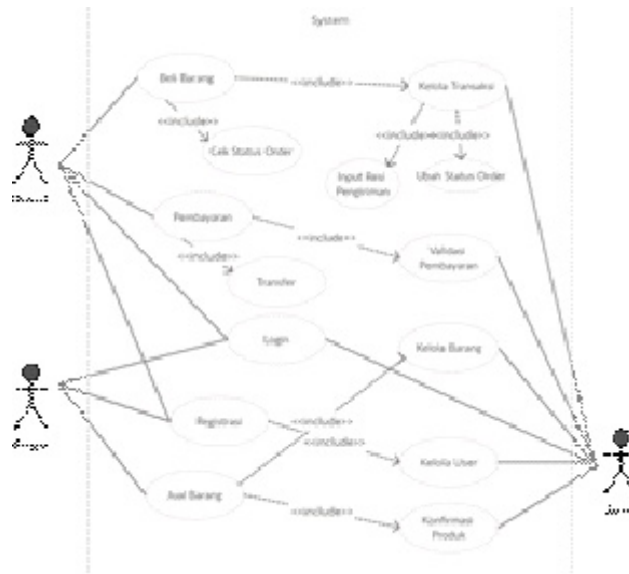 System
Beli Barang
<<include>>
Kelola Transaksi
<<include>>
<<include>>
<<include>>
Cek Status Order
Input Resi
Pengiriman
Ubah Status Order
Pembayaran
<<include>>
<<include>>
Validasi
Pembayaran
Transfer
Login
Kelola Barang
Registrasi
<<include>>
<<include>>
Kelola User
Jual Barang
<<include>>
Konfirmasi
Produk